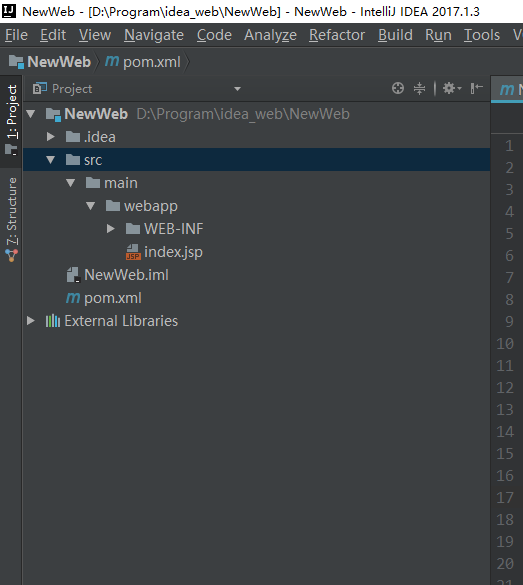 NewWeb - [D:\Program\idea_web\NewWeb] - NewWeb - IntelliJ IDEA 2017.1.3
File Edit View Navigate Code Analyze Refactor Build Run Tools V
NewWeb pom.xml
1: Project
7: Structure
Project
NewWeb D:\Program\idea_web\NewWeb
.idea
src
main
webapp
WEB-INF
JSP index.jsp
NewWeb.iml
m pom.xml
External Libraries
m N
1
2
3
4
5
6
7
8
9
10
11
12
13
14
15
16
17
18
19
20
21